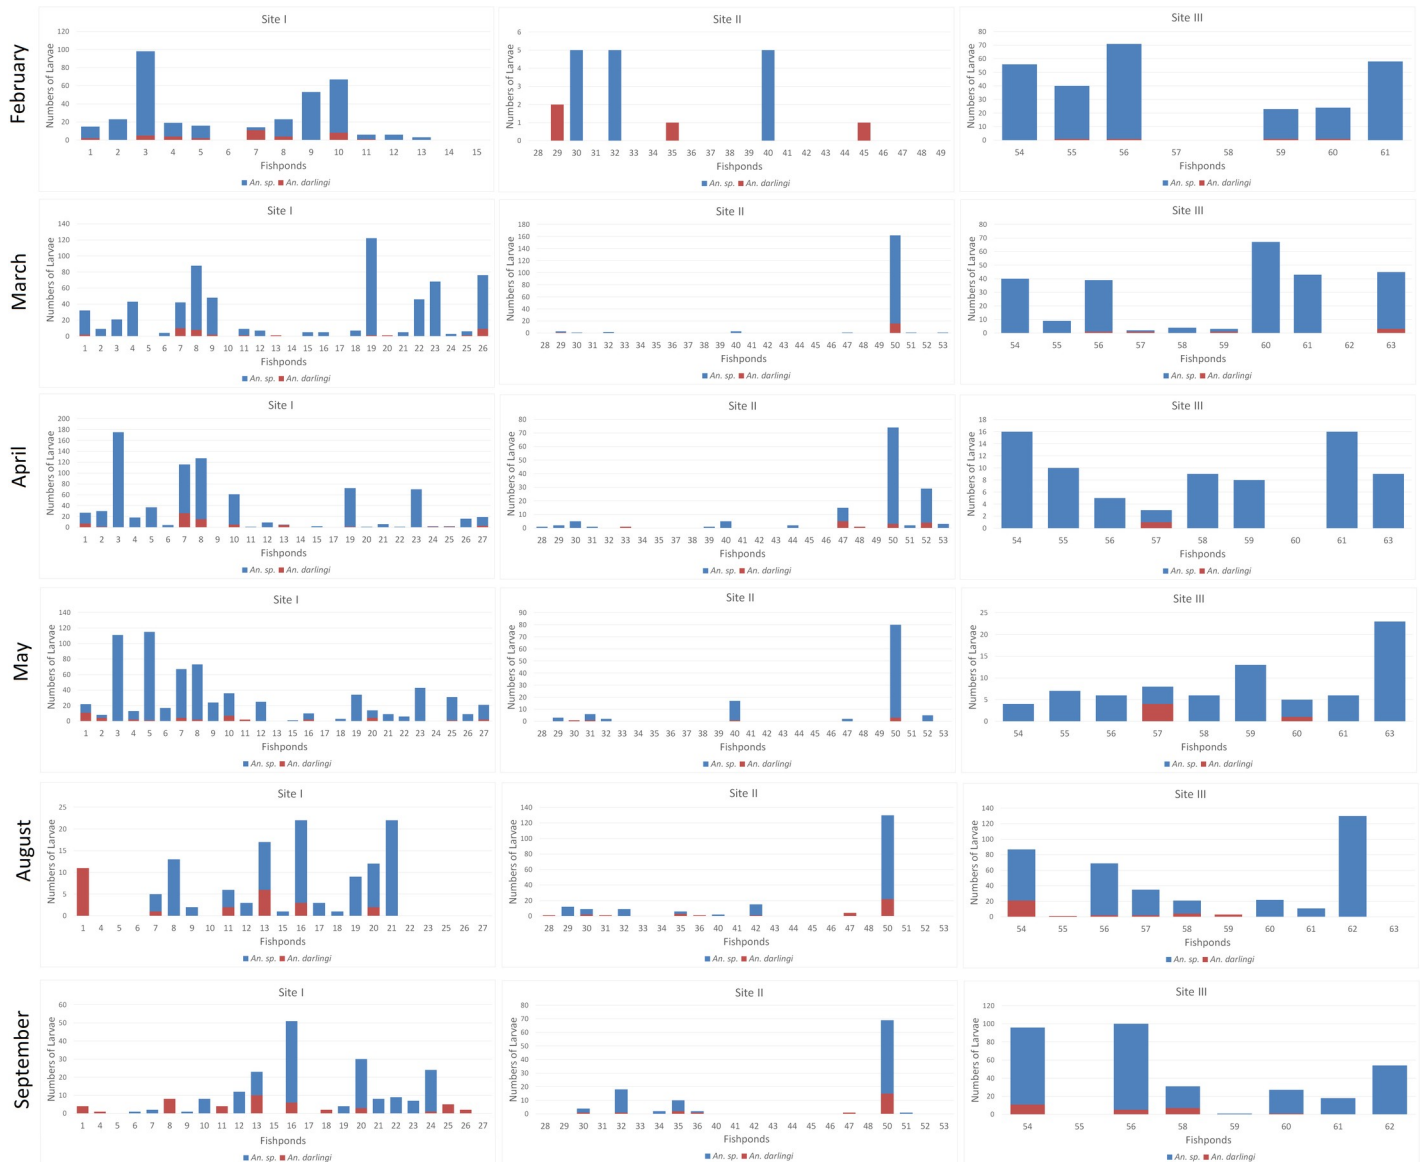 February
Site I
Numbers of Larvae
120
100
80
60
40
20
0
1 2 3 4 5 6 7 8 9 10 11 12 13 14 15
Fishponds
An. sp. An. darlingi
Site II
Numbers of Larvae
6
5
4
3
2
1
0
28 29 30 31 32 33 34 35 36 37 38 39 40 42 43 44 45 46 47 48 49
Fishponds
An. sp. An. darlingi
Site III
Numbers of Larvae
80
70
60
50
40
30
20
10
0
54 55 56 57 58 59 60 61
Fishponds
An. sp. An. darlingi
March
Site I
Numbers of Larvae
140
120
100
80
60
40
20
0
1 2 3 4 5 6 7 8 9 10 11 12 13 14 15 17 18 19 20 21 22 23 24 25 26
Fishponds
An. sp. An. darlingi
Site II
Numbers of Larvae
180
160
140
120
100
80
60
40
20
0
28 29 30 31 32 33 34 35 36 37 38 39 40 42 43 44 45 46 47 48 49 50 51 52 53
Fishponds
An. sp. An. darlingi
Site III
Numbers of Larvae
80
70
60
50
40
30
20
10
0
54 55 56 57 58 59 60 61 62 63
Fishponds
An. sp. An. darlingi
April
Site I
Numbers of Larvae
200
180
160
140
120
100
80
60
40
20
0
1 2 3 4 5 6 7 8 9 10 11 12 13 14 15 17 18 19 20 21 22 23 24 25 26 27
Fishponds
An. sp. An. darlingi
Site II
Numbers of Larvae
80
70
60
50
40
30
20
10
0
28 29 30 31 32 33 34 35 36 37 38 39 40 42 43 44 45 46 47 48 49 50 51 52 53
Fishponds
An. sp. An. darlingi
Site III
Numbers of Larvae
18
16
14
12
10
8
6
4
2
0
54 55 56 57 58 59 60 61 63
Fishponds
An. sp. An. darlingi
May
Site I
Numbers of Larvae
140
120
100
80
60
40
20
0
1 2 3 4 5 6 7 8 9 10 11 12 13 15 16 17 18 19 20 21 22 23 24 25 26 27
Fishponds
An. sp. An. darlingi
Site II
Numbers of Larvae
90
80
70
60
50
40
30
20
10
0
28 29 30 31 32 33 34 35 36 37 38 39 40 41 42 43 44 45 46 47 48 50 52 53
Fishponds
An. sp. An. darlingi
Site III
Numbers of Larvae
25
20
15
10
5
0
54 55 56 57 58 59 60 61 63
Fishponds
An. sp. An. darlingi
August
Site I
Numbers of Larvae
25
20
15
10
5
0
1 4 5 6 7 8 9 10 11 12 13 15 16 17 18 19 20 21 22 23 24 25 26 27
Fishponds
An. sp. An. darlingi
Site II
Numbers of Larvae
140
120
100
80
60
40
20
0
28 29 30 31 32 33 34 35 36 40 41 42 44 45 46 47 48 50 51 53
Fishponds
An. sp. An. darlingi
Site III
Numbers of Larvae
140
120
100
80
60
40
20
0
54 55 56 57 58 59 60 61 62 63
Fishponds
An. sp. An. darlingi
September
Site I
Numbers of Larvae
60
50
40
30
20
10
0
1 4 5 6 7 8 9 10 11 12 13 15 16 17 18 19 20 21 22 23 24 25 26 27
Fishponds
An. sp. An. darlingi
Site II
Numbers of Larvae
80
70
60
50
40
30
20
10
0
28 29 30 31 32 33 34 35 36 40 41 42 44 45 46 47 48 50 51 53
Fishponds
An. sp. An. darlingi
Site III
Numbers of Larvae
120
100
80
60
40
20
0
54 55 56 58 59 60 61 62
Fishponds
An. sp. An. darlingi